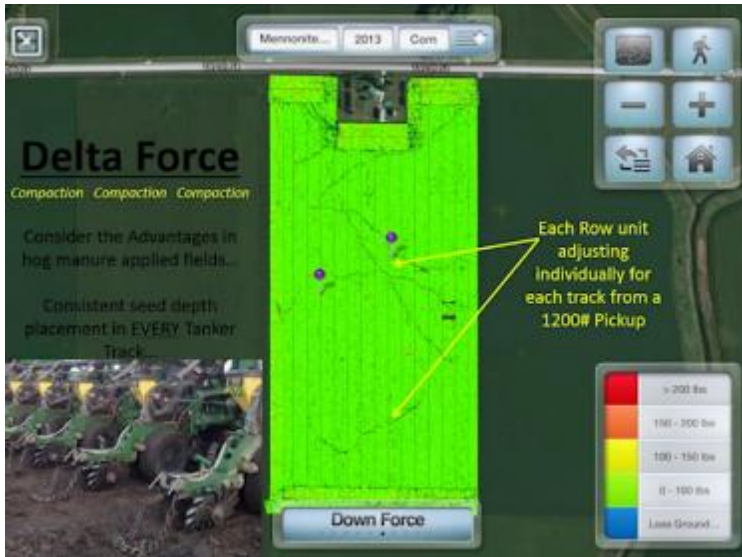 Mennonite...
2013
Corn
Delta Force
Compaction Compaction Compaction
Consider the Advantages in
hog manure applied fields...
Consistent seed depth
placement in EVERY Tanker
Track...
Each Row unit
adjusting
individually for
each track from a
1200# Pickup
> 200 lbs
150 - 200 lbs
100 - 150 lbs
0 - 100 lbs
Lose Ground...
Down Force